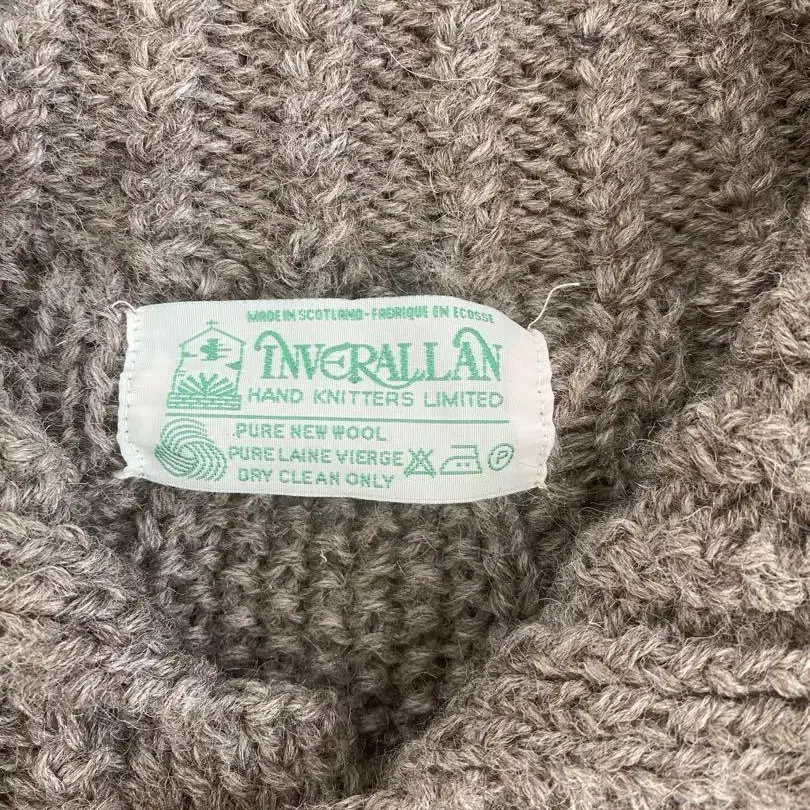 MADE IN SCOTLAND - FABRIQUE EN ECOSSE
INVERALLAN
HAND KNITTERS LIMITED
PURE NEW WOOL
PURE LAINE VIERGE
P
DRY CLEAN ONLY